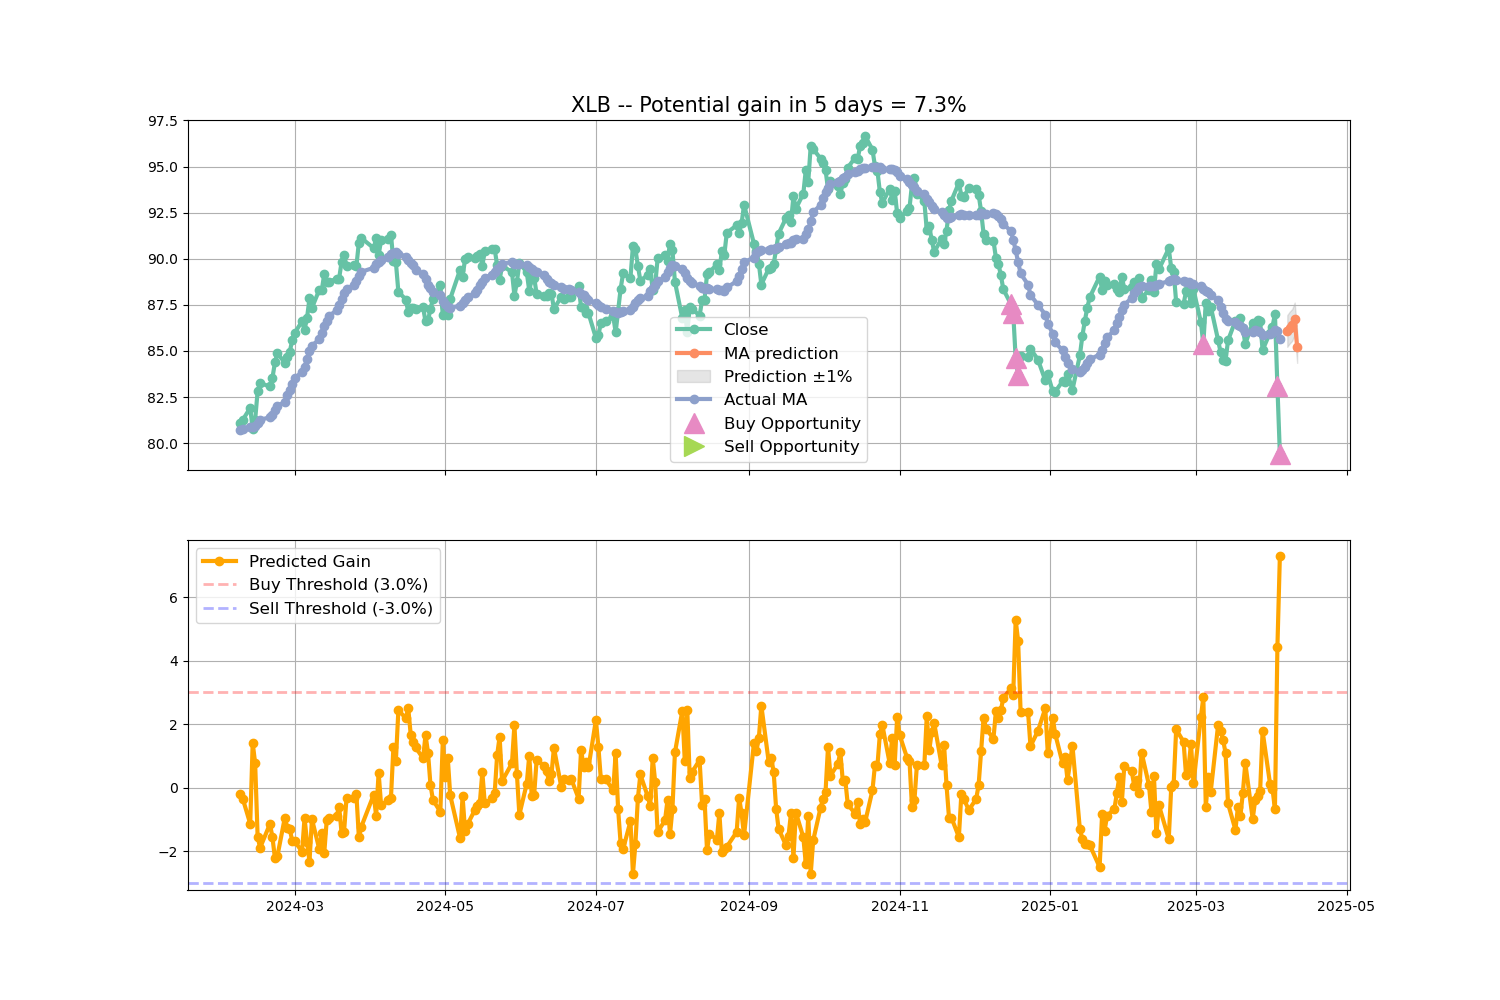 XLB -- Potential gain in 5 days = 7.3%
97.5
95.0
92.5
90.0
87.5
85.0
82.5
80.0
Close
MA prediction
Prediction ±1%
Actual MA
Buy Opportunity
Sell Opportunity
Predicted Gain
Buy Threshold (3.0%)
Sell Threshold (-3.0%)
6
4
2
0
−2
2024-03 2024-05 2024-07 2024-09 2024-11 2025-01 2025-03 2025-05